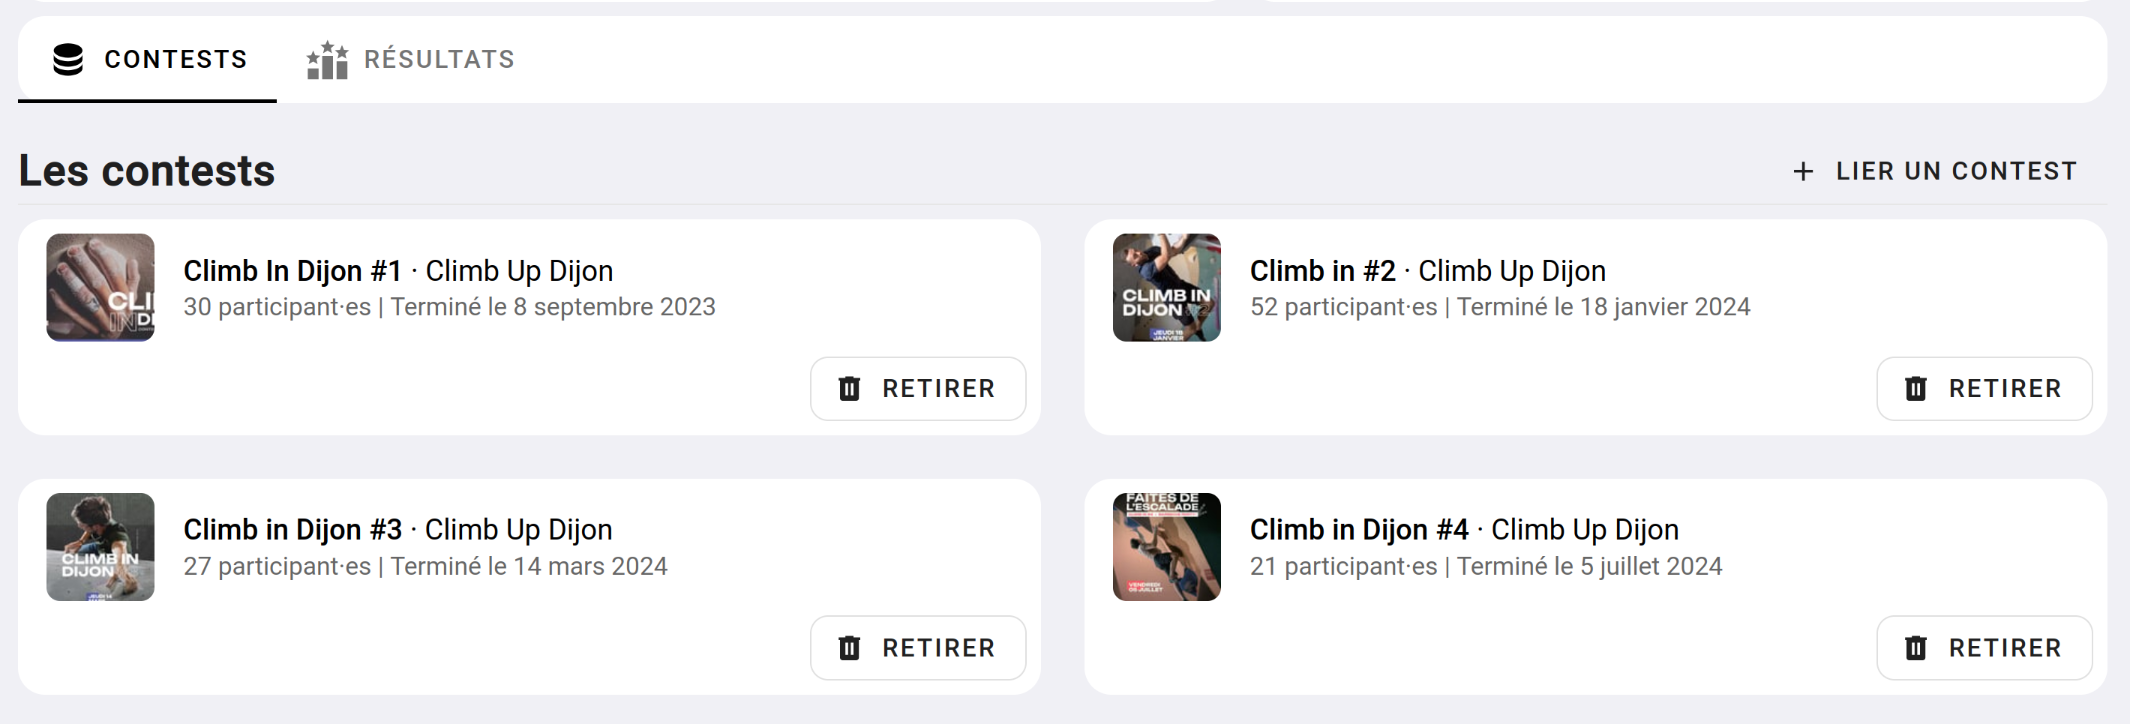 CONTESTS
RÉSULTATS
Les contests
+ LIER UN CONTEST
CLI
IN DI
Climb In Dijon #1 · Climb Up Dijon
30 participant·es | Terminé le 8 septembre 2023
RETIRER
CLIMB IN
DIJON #2
JEUDI 18
JANVIER
Climb in #2 · Climb Up Dijon
52 participant·es | Terminé le 18 janvier 2024
RETIRER
CLIMB IN
DIJON
JEUDI 14
Climb in Dijon #3 · Climb Up Dijon
27 participant·es | Terminé le 14 mars 2024
RETIRER
FAITES DE
L'ESCALADE
VENDREDI
05 JUILLET
Climb in Dijon #4 · Climb Up Dijon
21 participant·es | Terminé le 5 juillet 2024
RETIRER